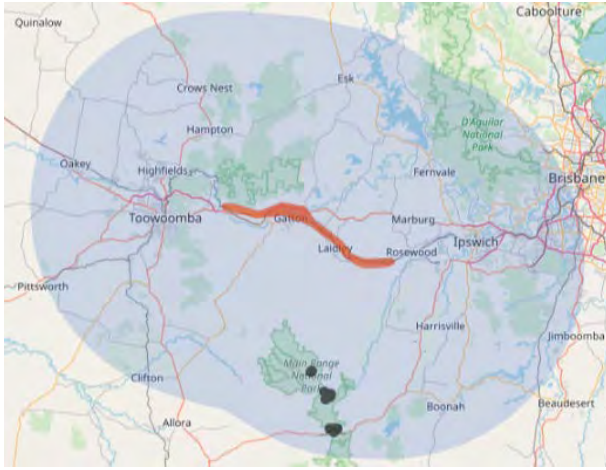 Caboolture
Quinalow
Esk
Crows Nest
D'Aguilar
National
Park
Hampton
Oakey
Highfields
Fernvale
Brisbane
Toowoomba
Gatton
Marburg
Ipswich
Laidley
Rosewood
Pittsworth
Harrisville
Jimboomba
Main Range
National
Park
Clifton
Boonah
Beaudesert
Allora